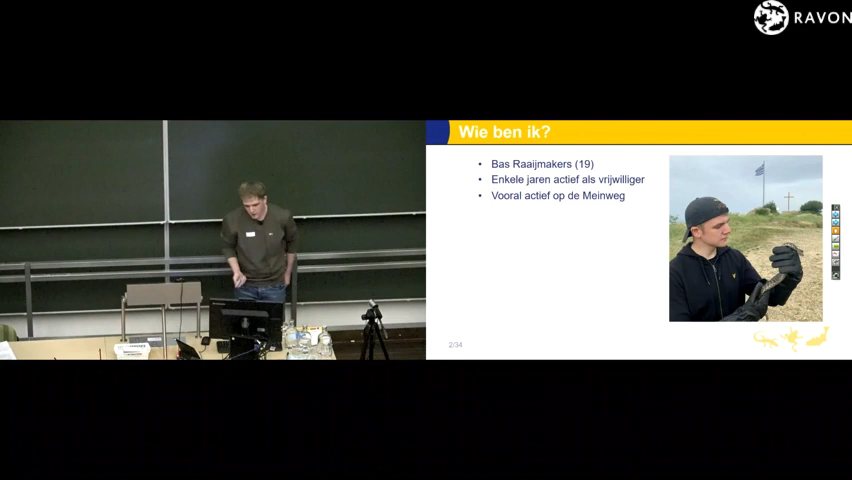 RAVON
Wie ben ik?
• Bas Raaijmakers (19)
• Enkele jaren actief als vrijwilliger
• Vooral actief op de Meinweg
2/34